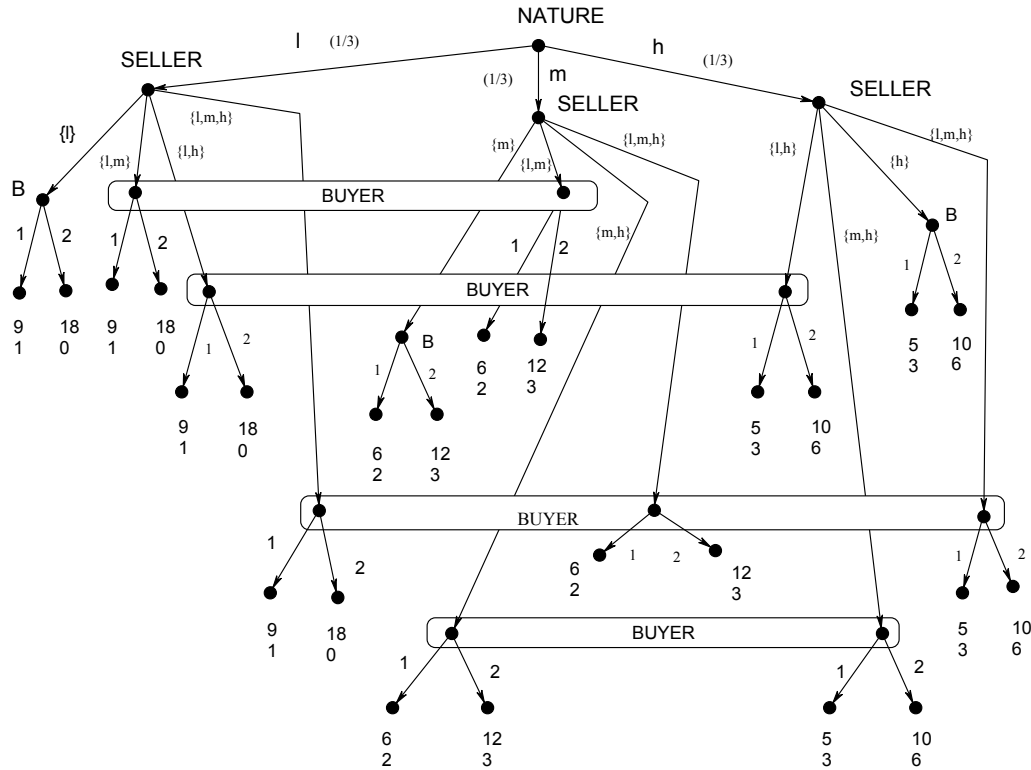 NATURE
l (1/3) (1/3) m h (1/3)
SELLER SELLER SELLER
{l} {l,m} {l,h} {l,m,h} {m} {l,m} {l,m,h} {m,h} {l,h} {h} {l,m,h} {m,h}
B BUYER B
1 2 1 2 1 2 1 2
9 18 9 18 BUYER 5 10
1 0 1 0 3 6
1 2 B 6 12 1 2
2 3
1 2
9 18 5 10
1 0 3 6
6 12
2 3
BUYER
1 2 1 2 1 2
6 12
2 3
9 18 5 10
1 0 3 6
BUYER
1 2 1 2
6 12 5 10
2 3 3 6